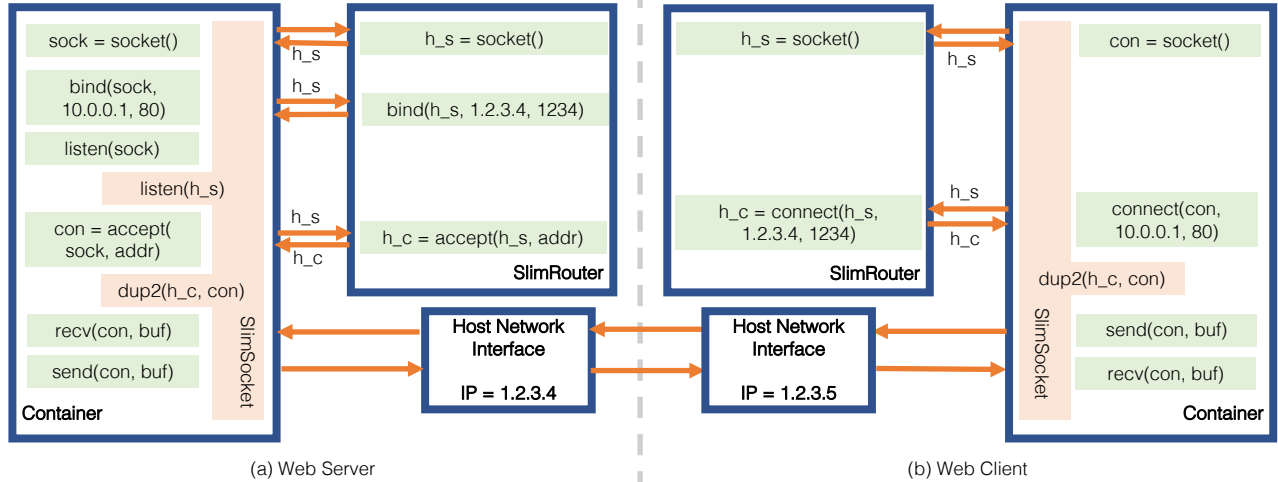 sock = socket()
h_s
h_s = socket()
bind(sock,
10.0.0.1, 80)
h_s
bind(h_s, 1.2.3.4, 1234)
listen(sock)
listen(h_s)
con = accept(
sock, addr)
h_s
h_c
h_c = accept(h_s, addr)
SlimRouter
dup2(h_c, con)
SlimSocket
recv(con, buf)
send(con, buf)
Container
Host Network
Interface
IP = 1.2.3.4
(a) Web Server
h_s = socket()
h_s
con = socket()
h_c = connect(h_s,
1.2.3.4, 1234)
h_s
h_c
connect(con,
10.0.0.1, 80)
SlimRouter
dup2(h_c, con)
SlimSocket
send(con, buf)
recv(con, buf)
Container
Host Network
Interface
IP = 1.2.3.5
(b) Web Client